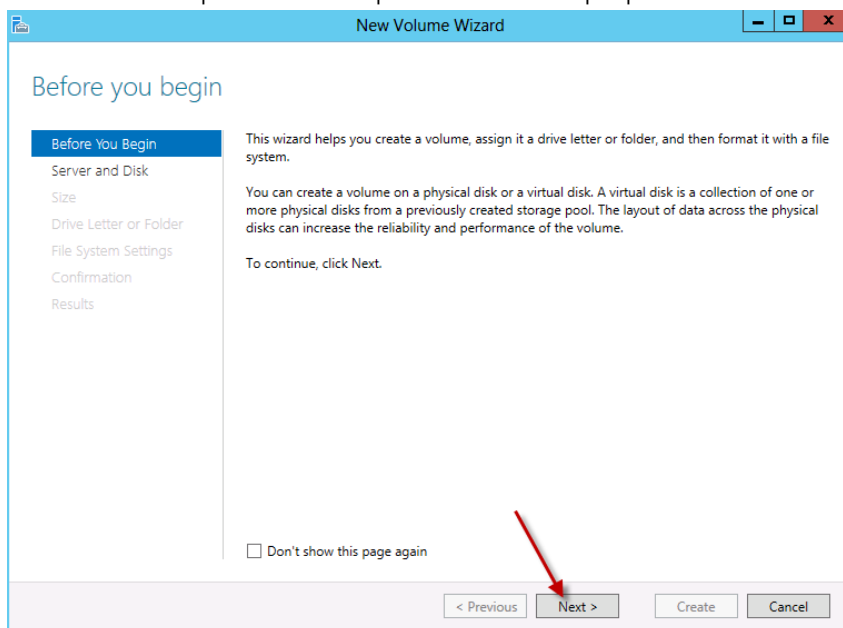 New Volume Wizard
Before you begin
Before You Begin
Server and Disk
Size
Drive Letter or Folder
File System Settings
Confirmation
Results
This wizard helps you create a volume, assign it a drive letter or folder, and then format it with a file
system.
You can create a volume on a physical disk or a virtual disk. A virtual disk is a collection of one or
more physical disks from a previously created storage pool. The layout of data across the physical
disks can increase the reliability and performance of the volume.
To continue, click Next.
Don't show this page again
< Previous
Next >
Create
Cancel